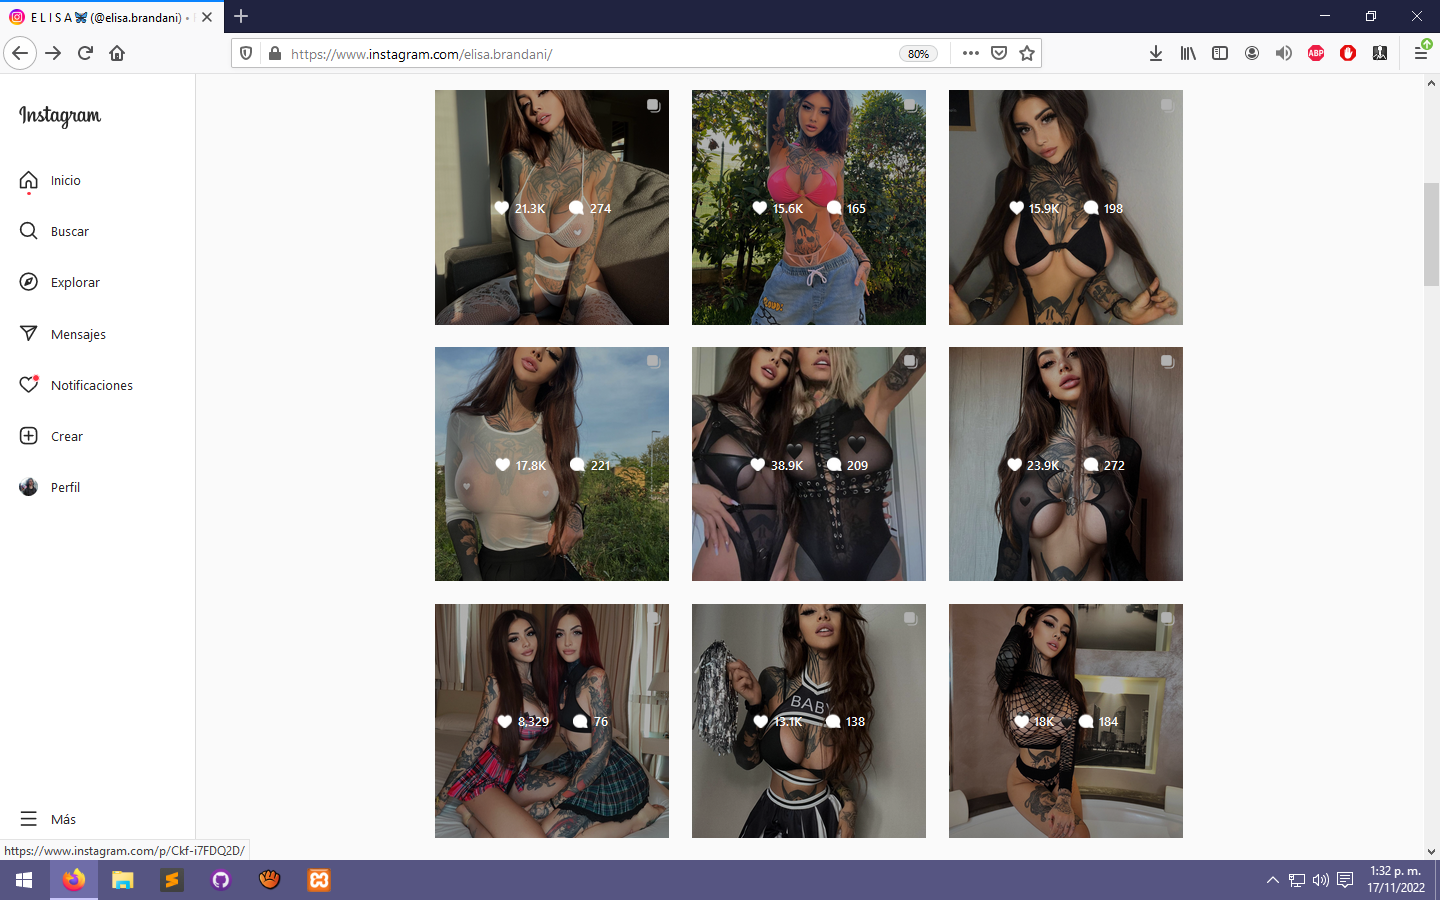 E L I S A 🦋 (@elisa.brandani) •
https://www.instagram.com/elisa.brandani/
80%
ABP
Instagram
Inicio
Buscar
Explorar
Mensajes
Notificaciones
Crear
Perfil
Más
21.3K 274
15.6K 165
15.9K 198
17.8K 221
38.9K 209
23.9K 272
8,329 76
BABY
13.1K 138
18K 184
https://www.instagram.com/p/Ckf-i7FDQ2D/
1:32 p. m.
17/11/2022